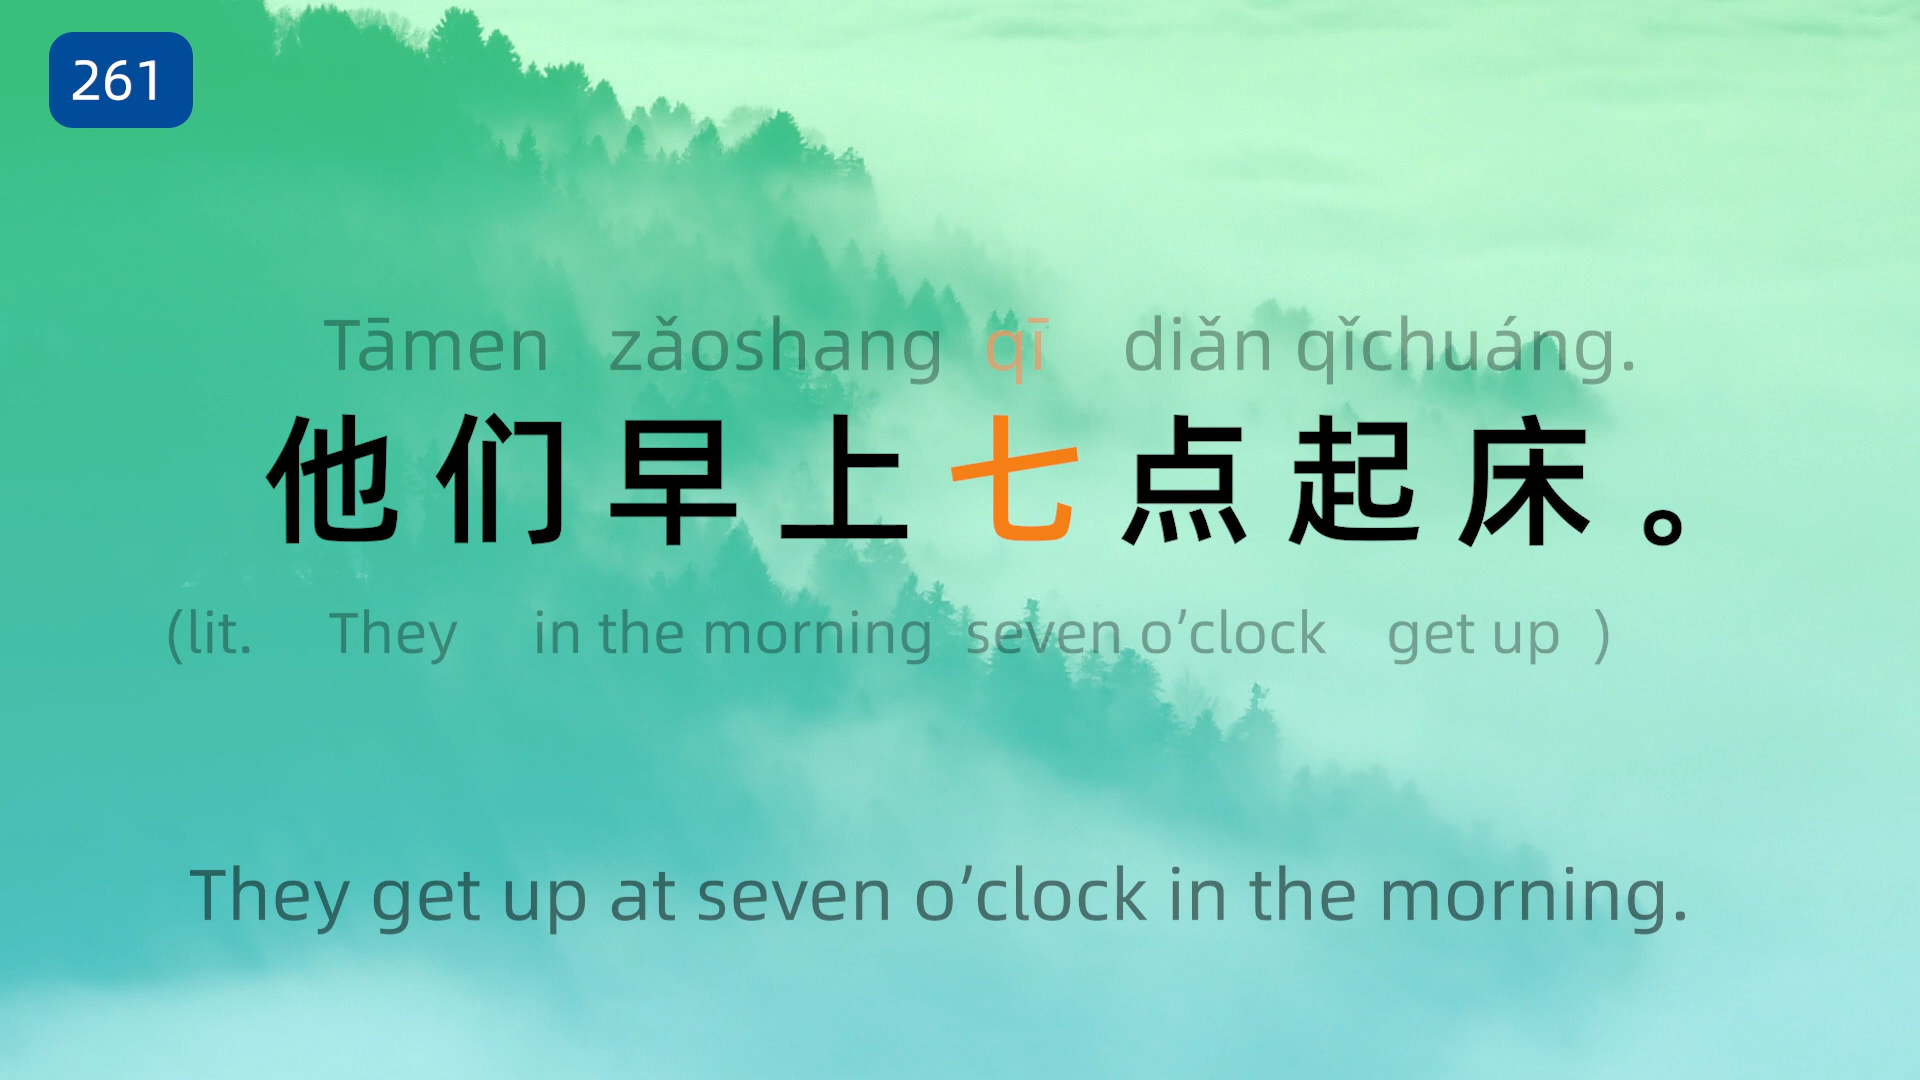 261
Tāmen zǎoshang qī diǎn qǐchuáng.
他们早上七点起床。
(lit. They in the morning seven o’clock get up )
They get up at seven o’clock in the morning.